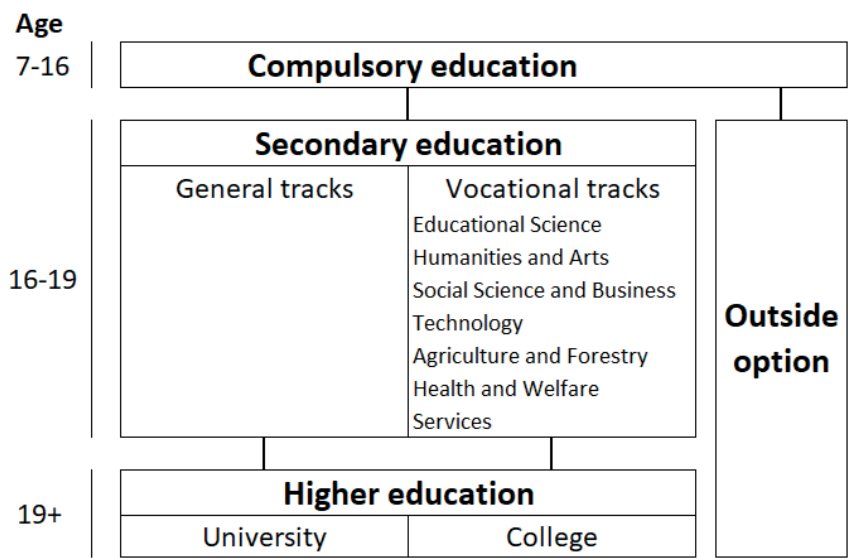 Age
7-16
Compulsory education
Secondary education
General tracks
Vocational tracks
Educational Science
Humanities and Arts
Social Science and Business
Technology
Agriculture and Forestry
Health and Welfare
Services
16-19
Outside
option
Higher education
19+
University
College